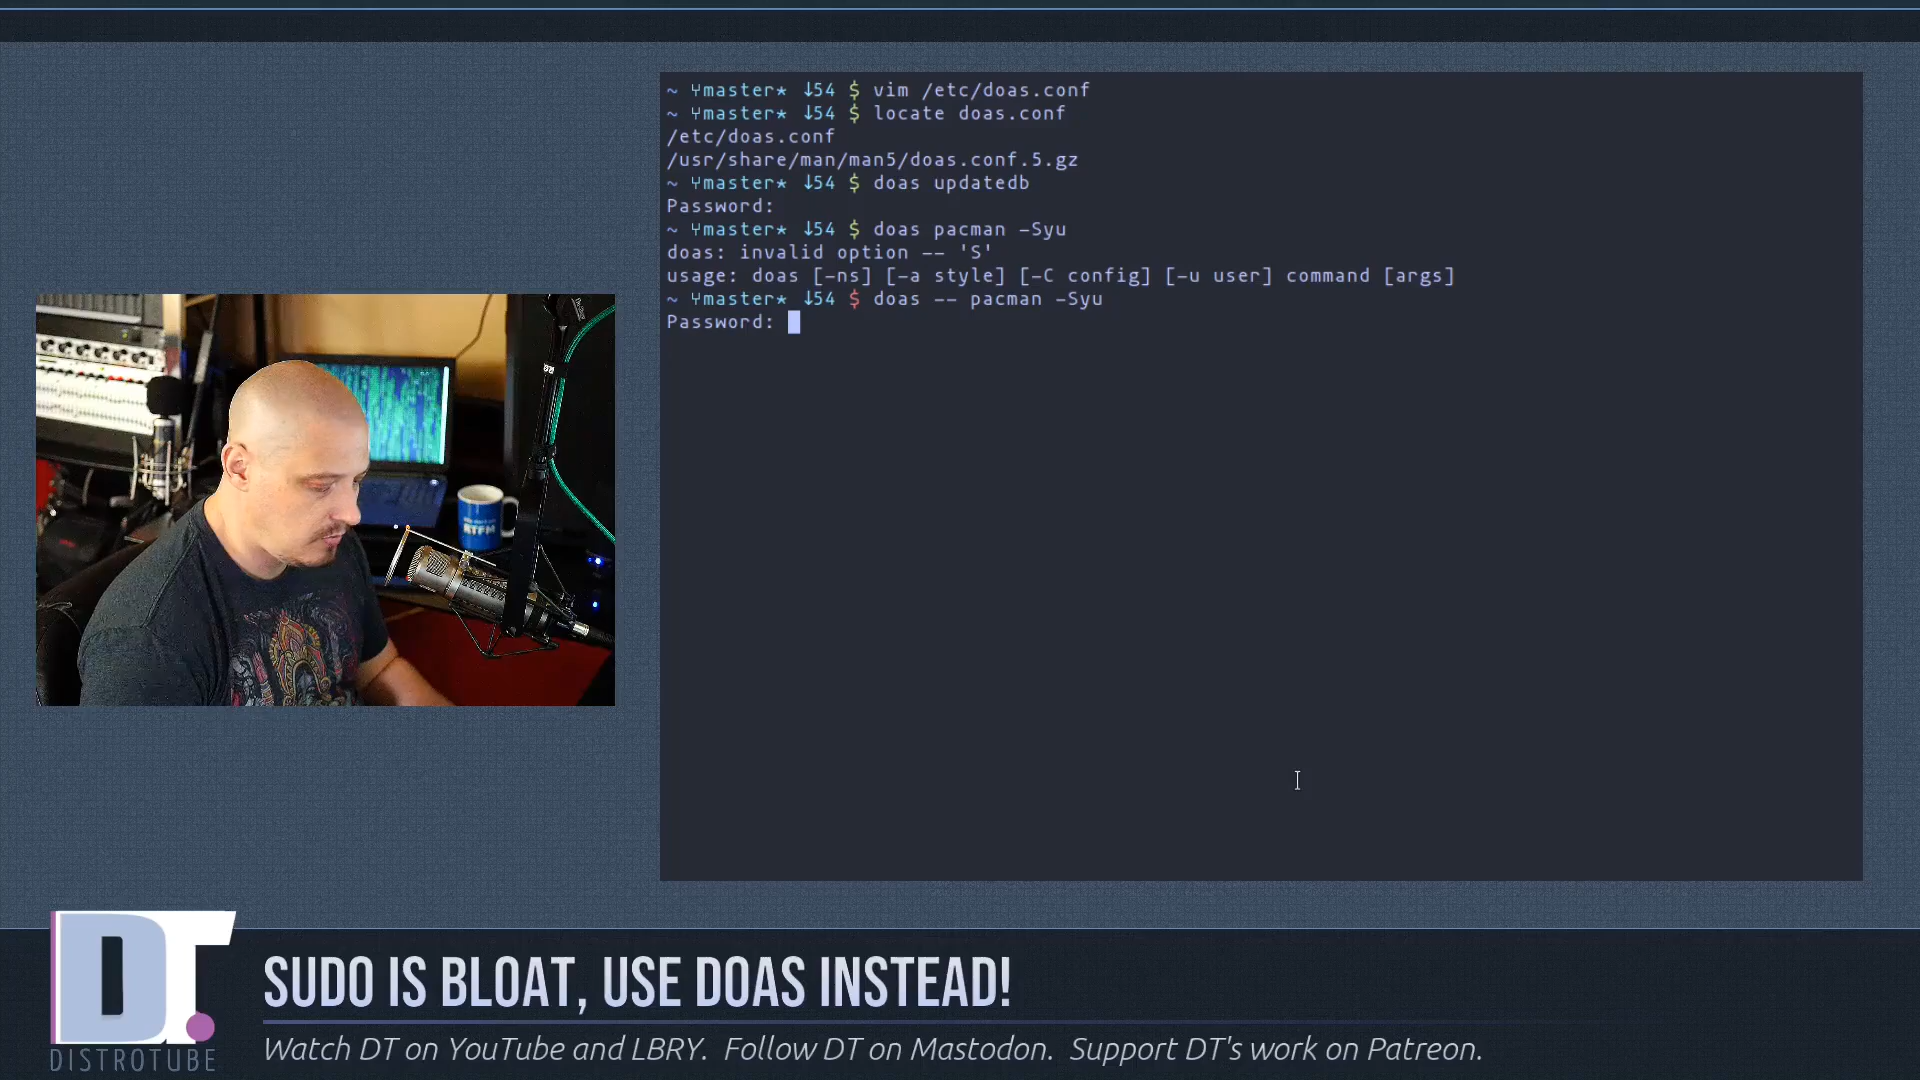 ~ master* ↓54 $ vim /etc/doas.conf
~ master* ↓54 $ locate doas.conf
/etc/doas.conf
/usr/share/man/man5/doas.conf.5.gz
~ master* ↓54 $ doas updatedb
Password:
~ master* ↓54 $ doas pacman -Syu
doas: invalid option -- 'S'
usage: doas [-ns] [-a style] [-C config] [-u user] command [args]
~ master* ↓54 $ doas -- pacman -Syu
Password:
RTFM
DT
DISTROTUBE
SUDO IS BLOAT, USE DOAS INSTEAD!
Watch DT on YouTube and LBRY. Follow DT on Mastodon. Support DT's work on Patreon.